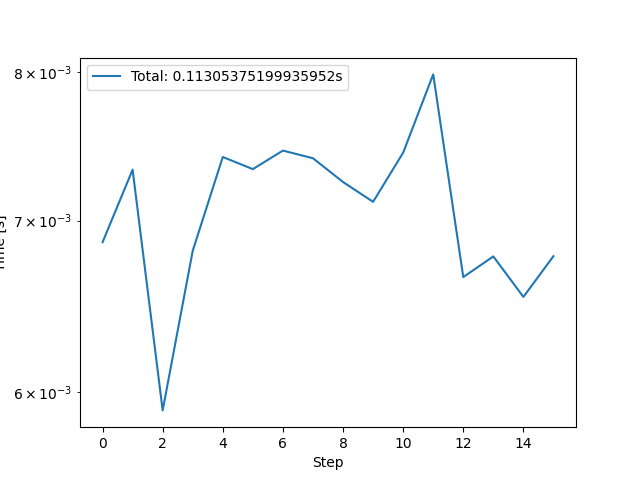 Total: 0.11305375199935952s
8 × 10⁻³
7 × 10⁻³
6 × 10⁻³
Time [s]
0 2 4 6 8 10 12 14
Step